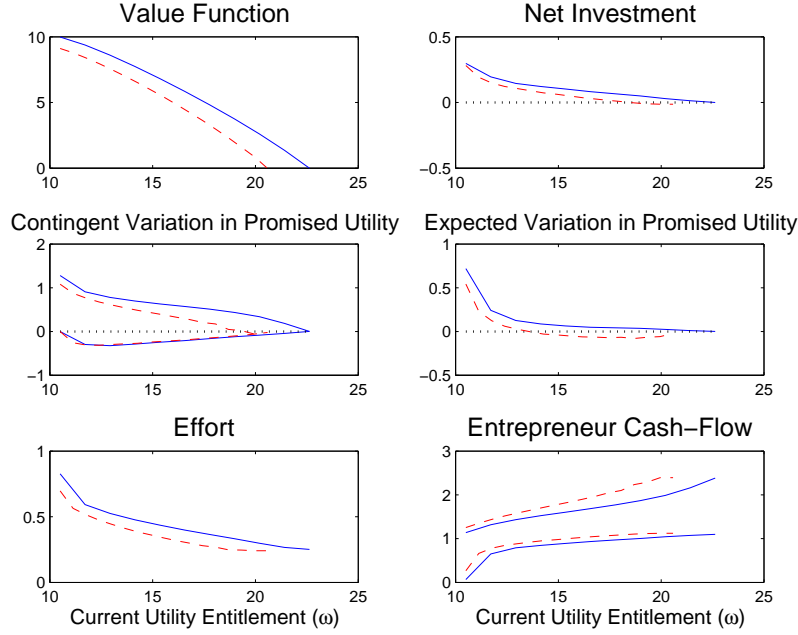 Value Function
10
5
0
10 15 20 25
Net Investment
0.5
0
−0.5
10 15 20 25
Contingent Variation in Promised Utility
2
1
0
−1
10 15 20 25
Expected Variation in Promised Utility
1
0.5
0
−0.5
10 15 20 25
Effort
1
0.5
0
10 15 20 25
Current Utility Entitlement (ω)
Entrepreneur Cash−Flow
3
2
1
0
10 15 20 25
Current Utility Entitlement (ω)